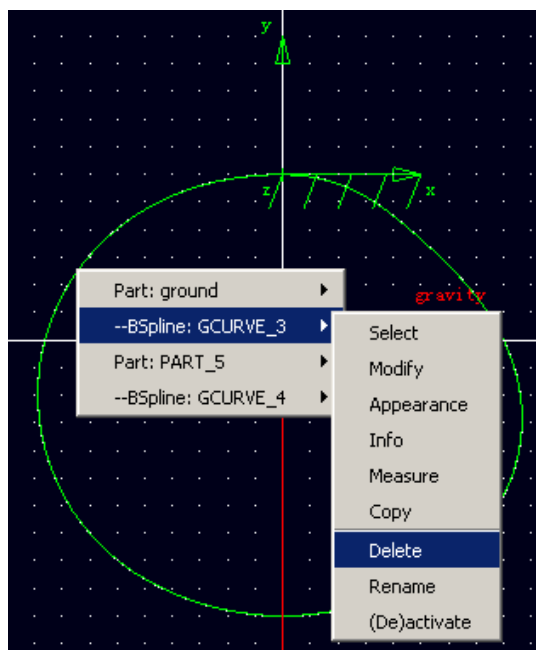 y
z
x
gravity
Part: ground
--BSpline: GCURVE_3
Part: PART_5
--BSpline: GCURVE_4
Select
Modify
Appearance
Info
Measure
Copy
Delete
Rename
(De)activate